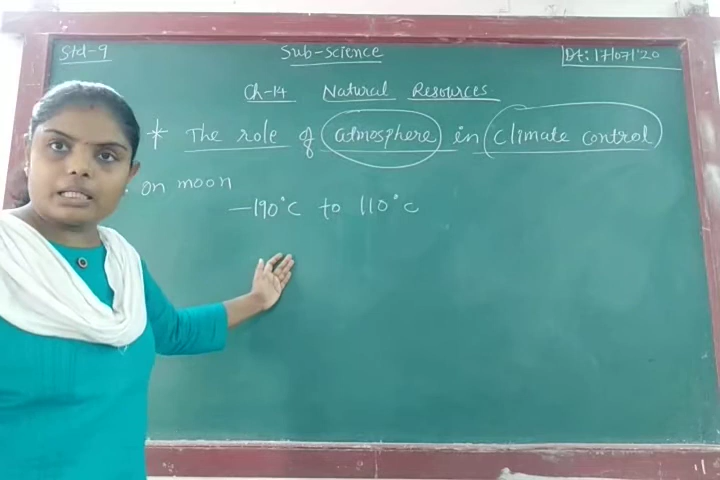 Std-9
Sub-science
Dt: 17/07/'20
Ch-14 Natural Resources
* The role of atmosphere in climate control
. on moon
-190°C to 110°C